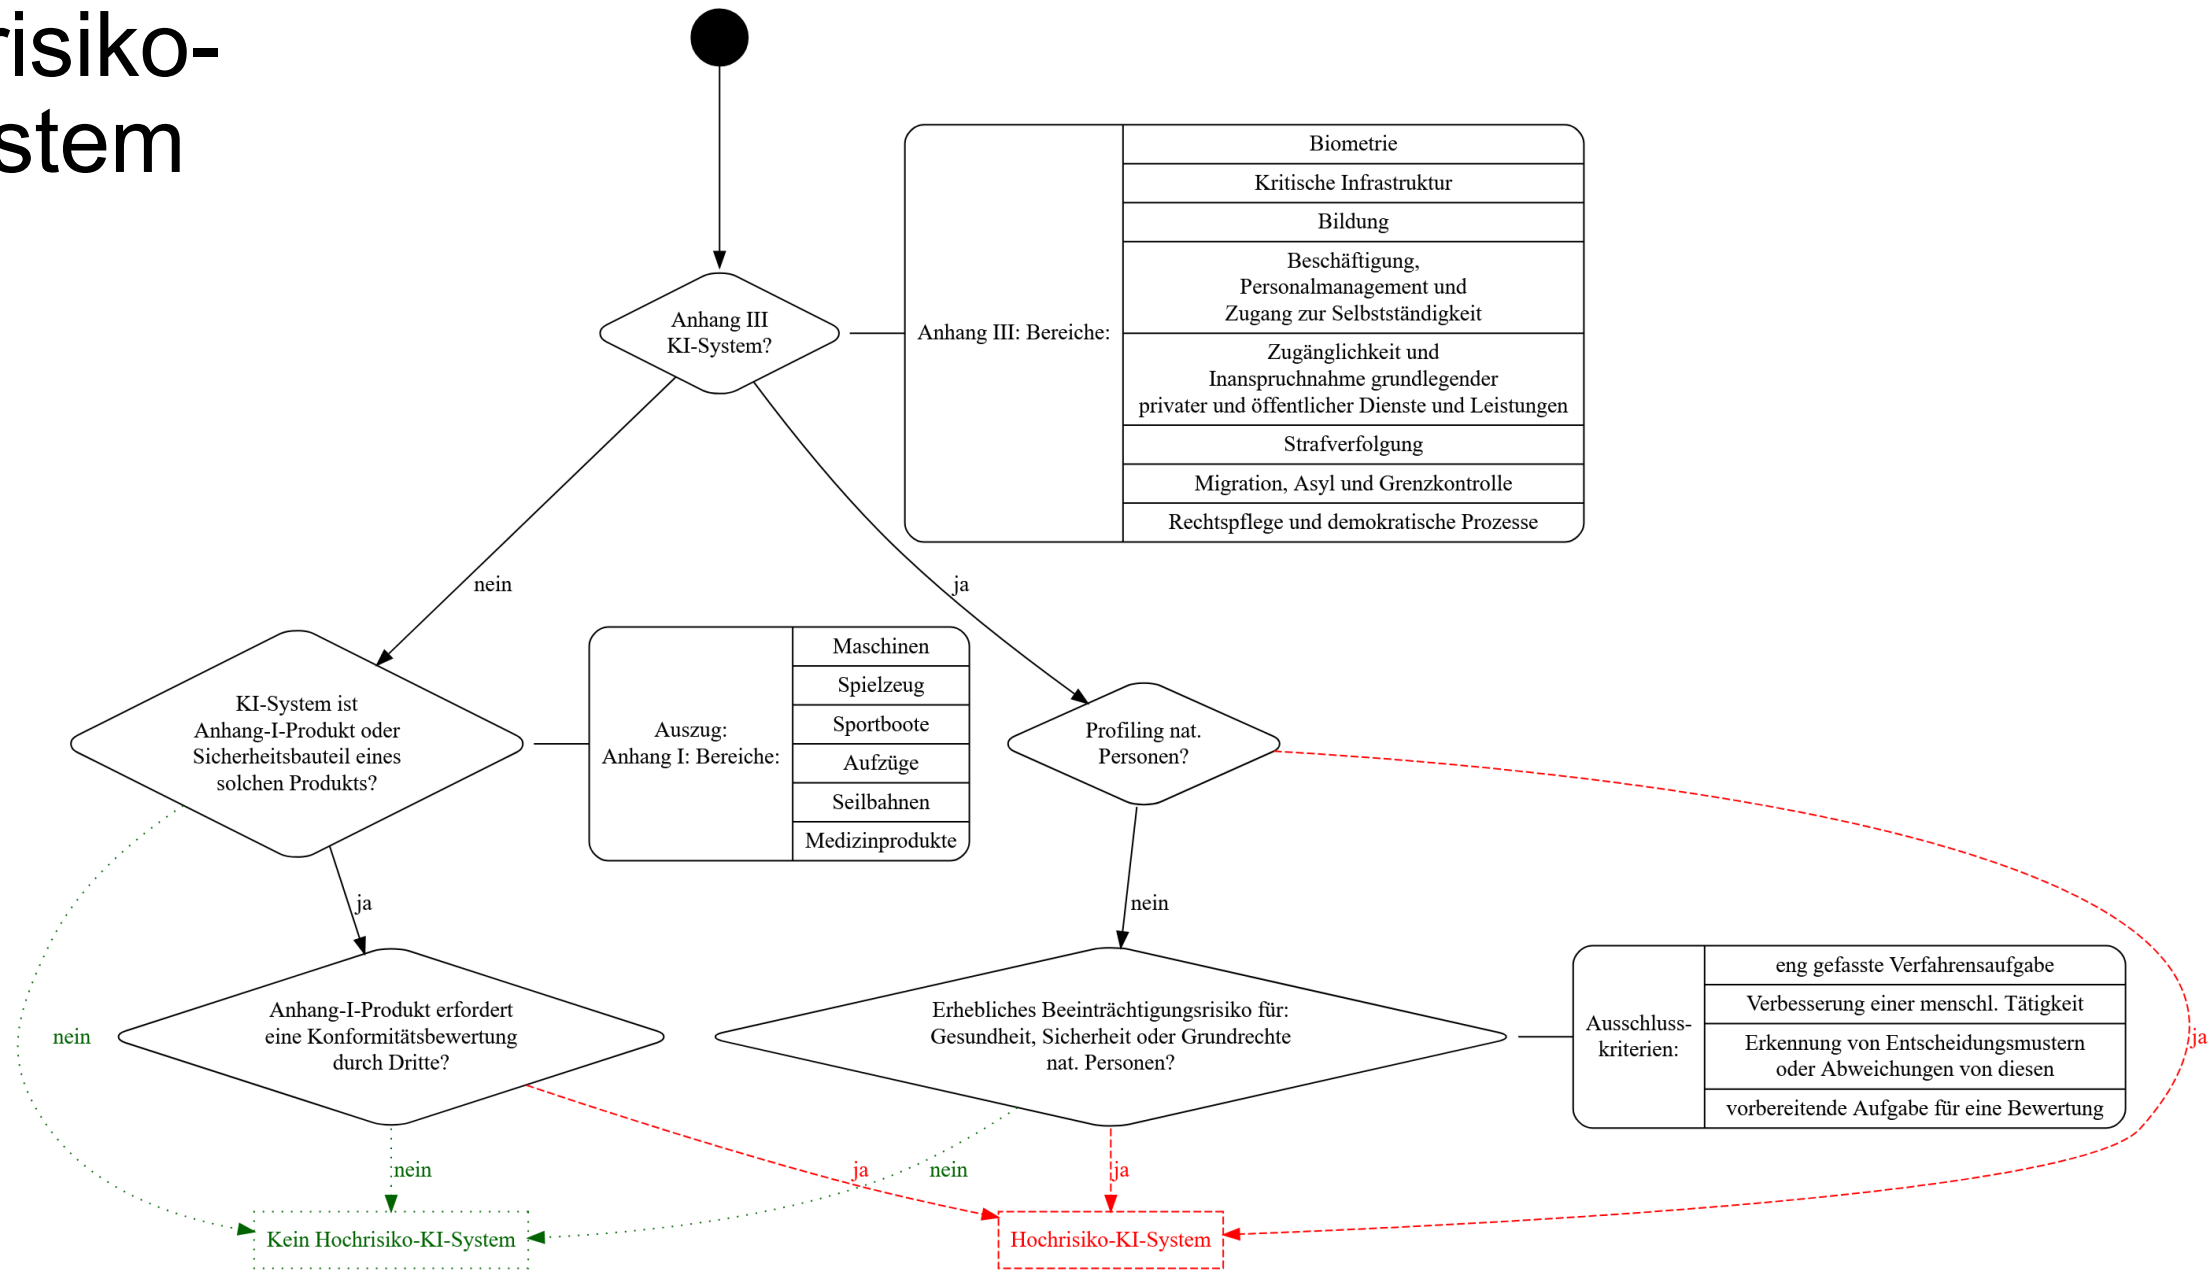 risiko-
stem
Anhang III
KI-System?
Anhang III: Bereiche:
Biometrie
Kritische Infrastruktur
Bildung
Beschäftigung,
Personalmanagement und
Zugang zur Selbstständigkeit
Zugänglichkeit und
Inanspruchnahme grundlegender
privater und öffentlicher Dienste und Leistungen
Strafverfolgung
Migration, Asyl und Grenzkontrolle
Rechtspflege und demokratische Prozesse
nein
ja
KI-System ist
Anhang-I-Produkt oder
Sicherheitsbauteil eines
solchen Produkts?
Auszug:
Anhang I: Bereiche:
Maschinen
Spielzeug
Sportboote
Aufzüge
Seilbahnen
Medizinprodukte
Profiling nat.
Personen?
ja
nein
Anhang-I-Produkt erfordert
eine Konformitätsbewertung
durch Dritte?
Erhebliches Beeinträchtigungsrisiko für:
Gesundheit, Sicherheit oder Grundrechte
nat. Personen?
Ausschluss-
kriterien:
eng gefasste Verfahrensaufgabe
Verbesserung einer menschl. Tätigkeit
Erkennung von Entscheidungsmustern
oder Abweichungen von diesen
vorbereitende Aufgabe für eine Bewertung
nein
ja
nein
ja
nein
ja
Kein Hochrisiko-KI-System
Hochrisiko-KI-System